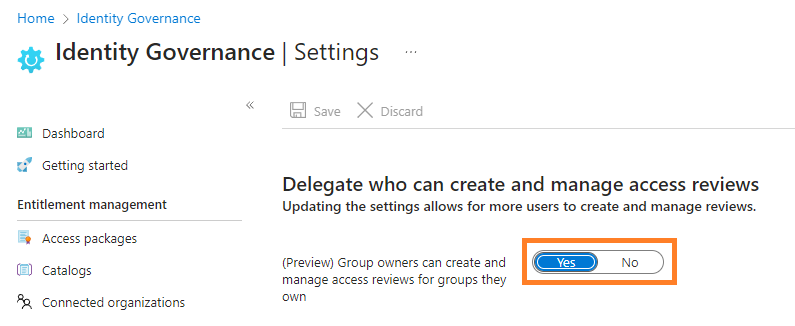 Home > Identity Governance
Identity Governance | Settings ...
«
Save Discard
Dashboard
Getting started
Entitlement management
Access packages
Catalogs
Connected organizations
Delegate who can create and manage access reviews
Updating the settings allows for more users to create and manage reviews.
(Preview) Group owners can create and
manage access reviews for groups they
own
Yes No